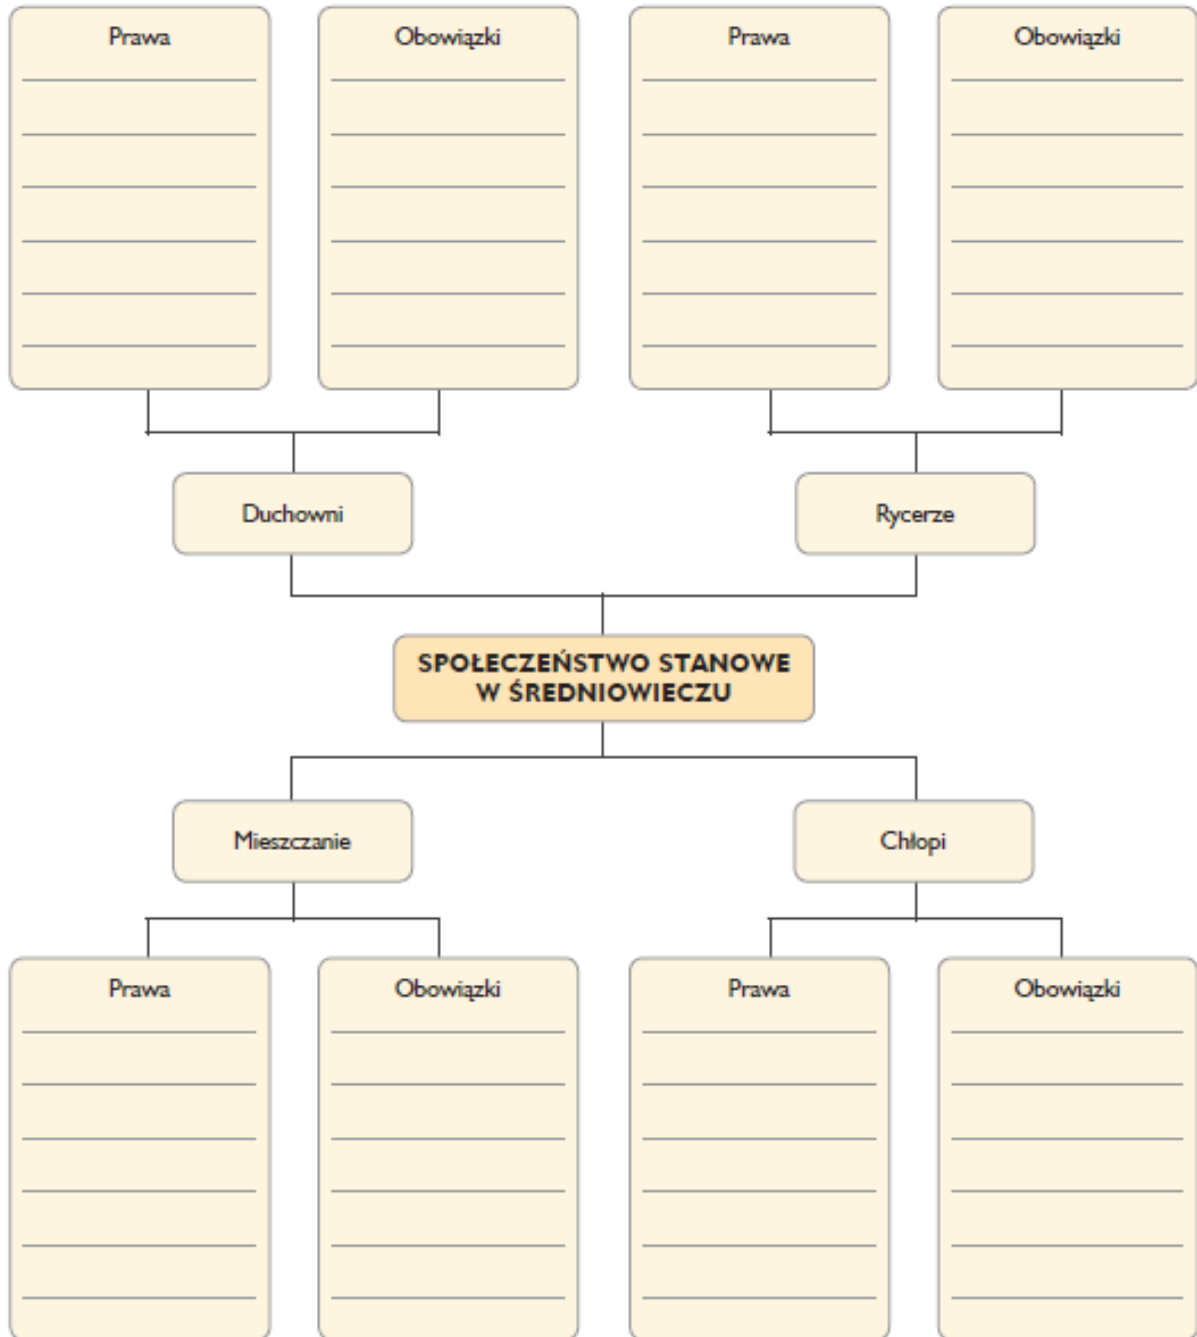 Prawa
Obowiązki
Prawa
Obowiązki
Duchowni
Rycerze
SPOŁECZEŃSTWO STANOWE
W ŚREDNIOWIECZU
Mieszczanie
Chłopi
Prawa
Obowiązki
Prawa
Obowiązki